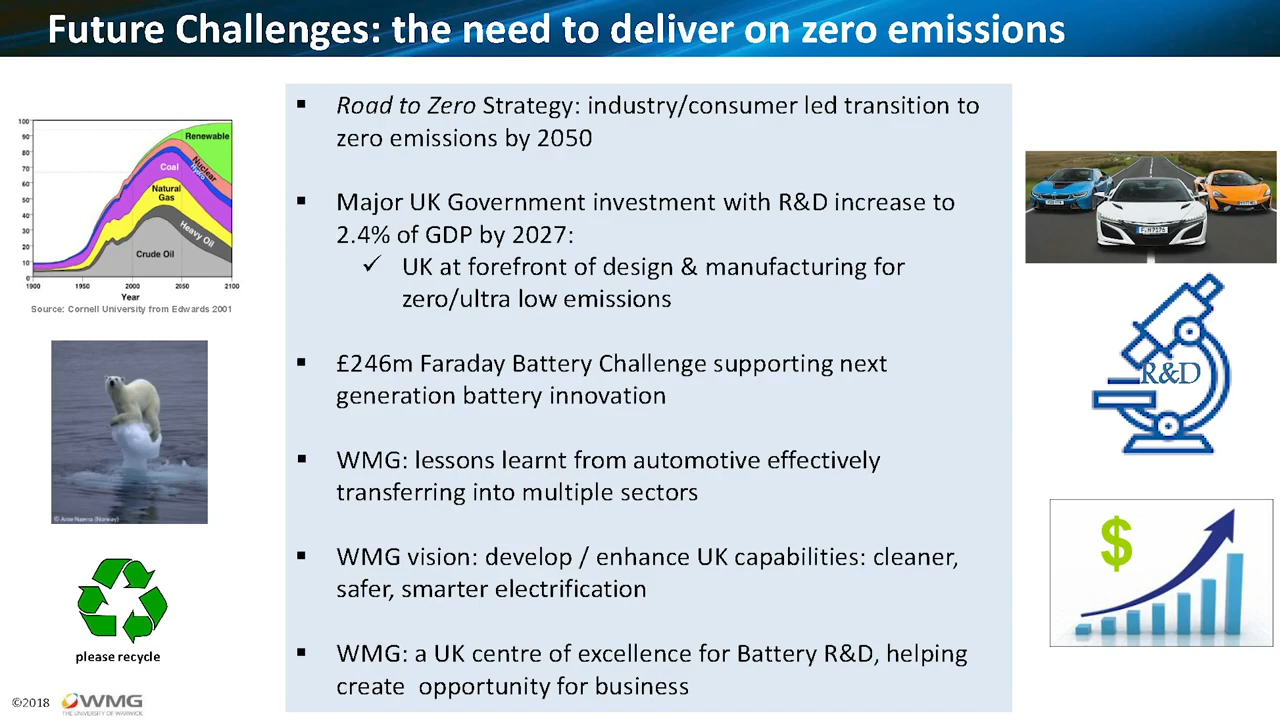 Future Challenges: the need to deliver on zero emissions
100
90
80
70
60
50
40
30
20
10
0
1900 1950 2000 2050 2100
Year
Renewable
Nuclear
Hydro
Coal
Natural
Gas
Heavy Oil
Crude Oil
Source: Cornell University from Edwards 2001
please recycle
©2018 WMG
THE UNIVERSITY OF WARWICK
▪ Road to Zero Strategy: industry/consumer led transition to
zero emissions by 2050
▪ Major UK Government investment with R&D increase to
2.4% of GDP by 2027:
✓ UK at forefront of design & manufacturing for
zero/ultra low emissions
▪ £246m Faraday Battery Challenge supporting next
generation battery innovation
▪ WMG: lessons learnt from automotive effectively
transferring into multiple sectors
▪ WMG vision: develop / enhance UK capabilities: cleaner,
safer, smarter electrification
▪ WMG: a UK centre of excellence for Battery R&D, helping
create  opportunity for business
R&D
$